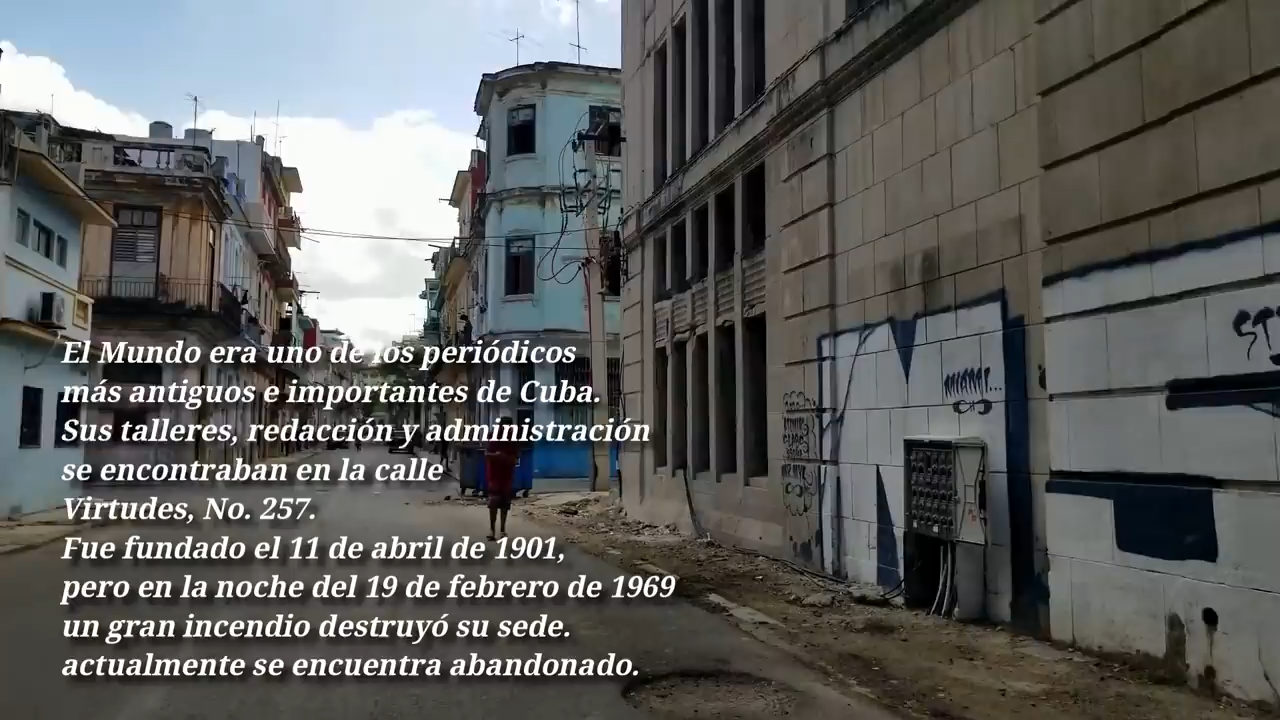 El Mundo era uno de los periódicos
más antiguos e importantes de Cuba.
Sus talleres, redacción y administración
se encontraban en la calle
Virtudes, No. 257.
Fue fundado el 11 de abril de 1901,
pero en la noche del 19 de febrero de 1969
un gran incendio destruyó su sede.
actualmente se encuentra abandonado.
MIAMI...